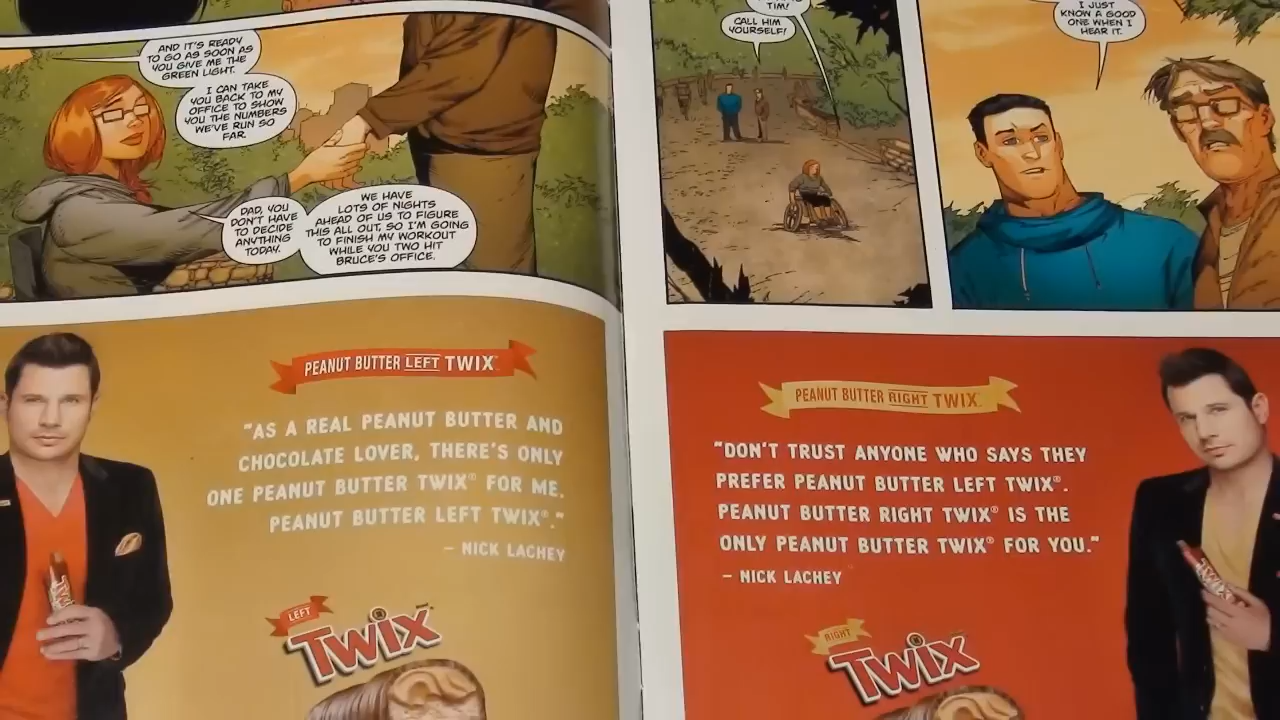 AND IT'S READY
TO GO AS SOON AS
YOU GIVE ME THE
GREEN LIGHT.
I CAN TAKE
YOU BACK TO MY
OFFICE TO SHOW
YOU THE NUMBERS
WE'VE RUN SO
FAR.
DAD, YOU
DON'T HAVE
TO DECIDE
ANYTHING
TODAY.
WE HAVE
LOTS OF NIGHTS
AHEAD OF US TO FIGURE
THIS ALL OUT, SO I'M GOING
TO FINISH MY WORKOUT
WHILE YOU TWO HIT
BRUCE'S OFFICE.
TIM!
CALL HIM
YOURSELF!
I JUST
KNOW A GOOD
ONE WHEN I
HEAR IT.
PEANUT BUTTER LEFT TWIX™
"AS A REAL PEANUT BUTTER AND
CHOCOLATE LOVER, THERE'S ONLY
ONE PEANUT BUTTER TWIX® FOR ME.
PEANUT BUTTER LEFT TWIX®."
– NICK LACHEY
LEFT
TWIX
PEANUT BUTTER RIGHT TWIX™
"DON'T TRUST ANYONE WHO SAYS THEY
PREFER PEANUT BUTTER LEFT TWIX®.
PEANUT BUTTER RIGHT TWIX® IS THE
ONLY PEANUT BUTTER TWIX® FOR YOU."
– NICK LACHEY
RIGHT
TWIX